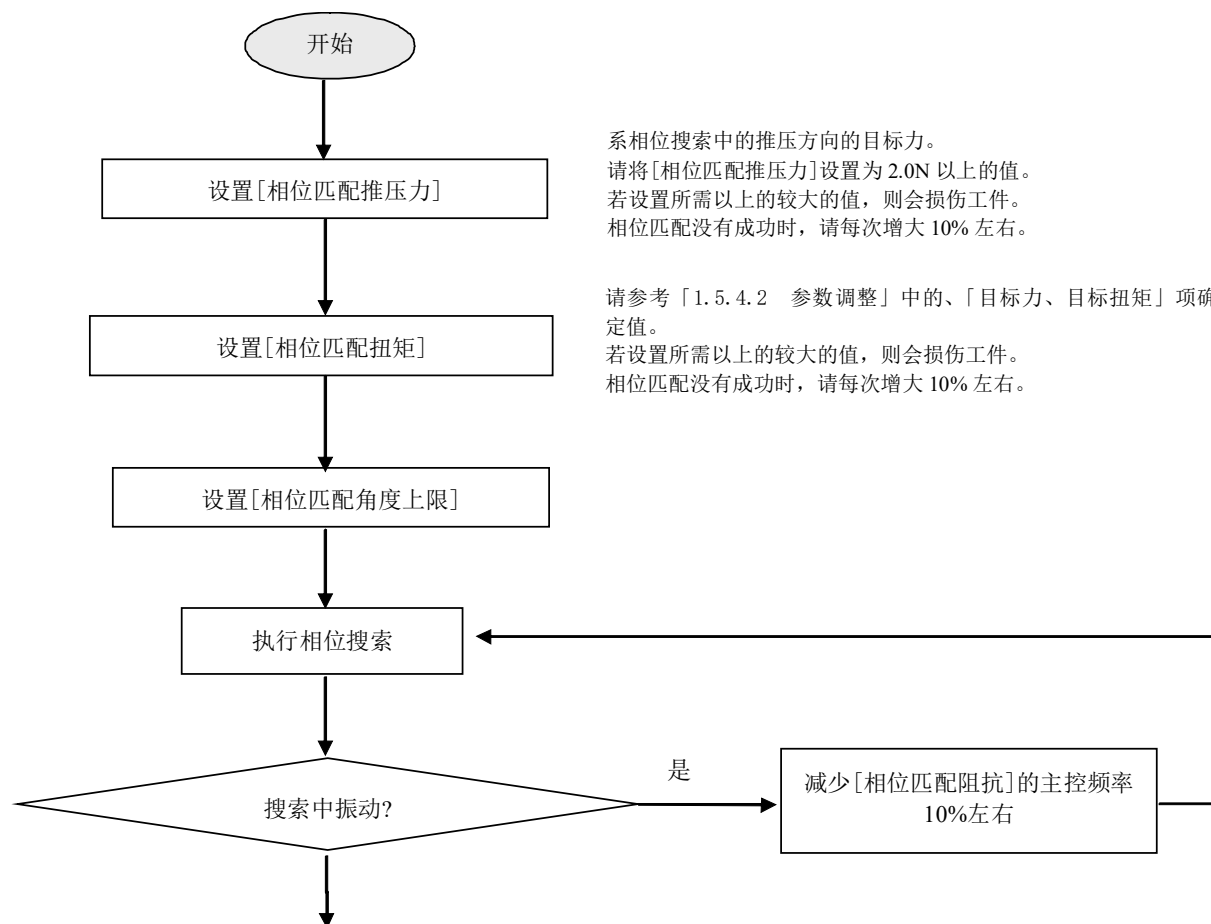 开始
系相位搜索中的推压方向的目标力。
请将[相位匹配推压力]设置为 2.0N 以上的值。
若设置所需以上的较大的值，则会损伤工件。
相位匹配没有成功时，请每次增大 10% 左右。
设置[相位匹配推压力]
请参考「1.5.4.2 参数调整」中的、「目标力、目标扭矩」项确
定值。
若设置所需以上的较大的值，则会损伤工件。
相位匹配没有成功时，请每次增大 10% 左右。
设置[相位匹配扭矩]
设置[相位匹配角度上限]
执行相位搜索
搜索中振动?
是
减少[相位匹配阻抗]的主控频率
10%左右